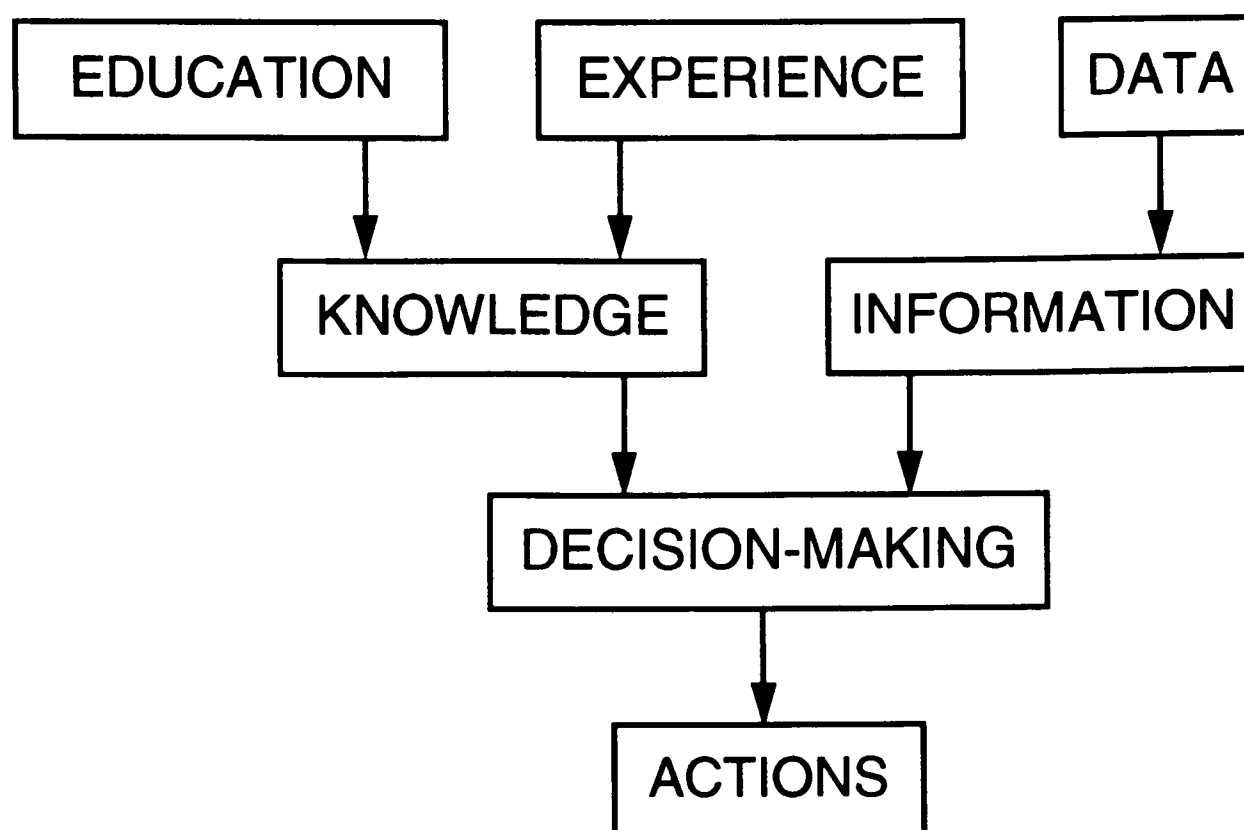 EDUCATION
EXPERIENCE
DATA
KNOWLEDGE
INFORMATION
DECISION-MAKING
ACTIONS